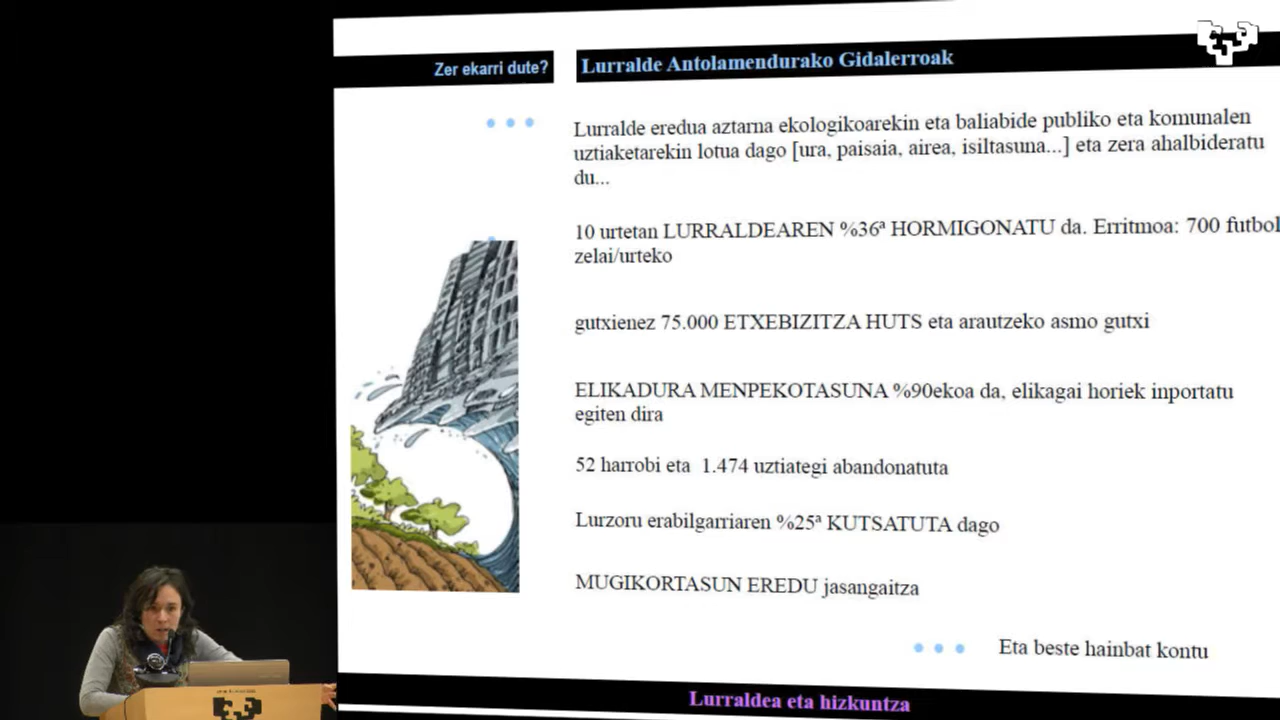 Zer ekarri dute?
Lurralde Antolamendurako Gidalerroak
Lurralde eredua aztarna ekologikoarekin eta baliabide publiko eta komunalen
uztiaketarekin lotua dago [ura, paisaia, airea, isiltasuna...] eta zera ahalbideratu
du...
10 urtetan LURRALDEAREN %36ª HORMIGONATU da. Erritmoa: 700 futbol
zelai/urteko
gutxienez 75.000 ETXEBIZITZA HUTS eta arautzeko asmo gutxi
ELIKADURA MENPEKOTASUNA %90ekoa da, elikagai horiek inportatu
egiten dira
52 harrobi eta 1.474 uztiategi abandonatuta
Lurzoru erabilgarriaren %25ª KUTSATUTA dago
MUGIKORTASUN EREDU jasangaitza
Eta beste hainbat kontu
Lurraldea eta hizkuntza